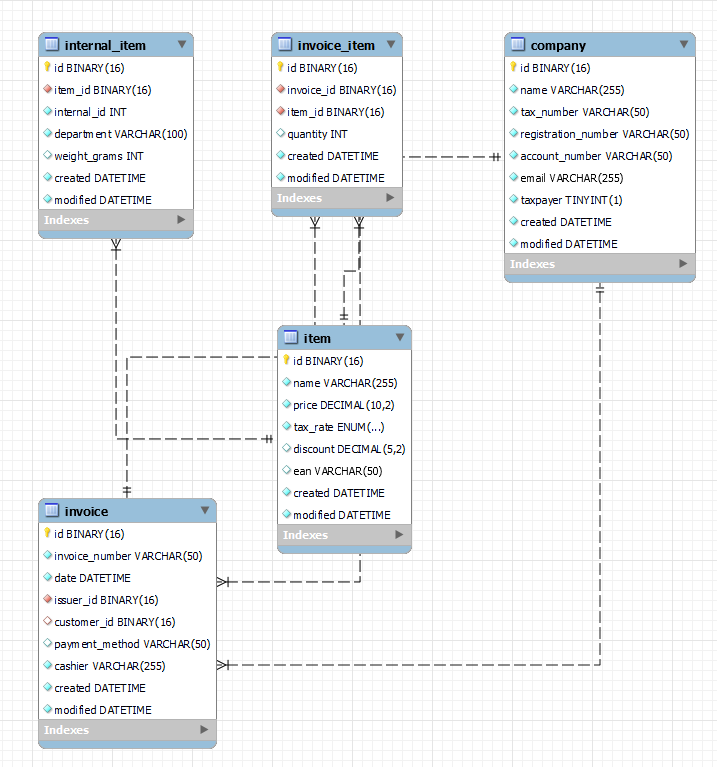 internal_item
id BINARY(16)
item_id BINARY(16)
internal_id INT
department VARCHAR(100)
weight_grams INT
created DATETIME
modified DATETIME
Indexes
invoice_item
id BINARY(16)
invoice_id BINARY(16)
item_id BINARY(16)
quantity INT
created DATETIME
modified DATETIME
Indexes
company
id BINARY(16)
name VARCHAR(255)
tax_number VARCHAR(50)
registration_number VARCHAR(50)
account_number VARCHAR(50)
email VARCHAR(255)
taxpayer TINYINT(1)
created DATETIME
modified DATETIME
Indexes
item
id BINARY(16)
name VARCHAR(255)
price DECIMAL(10,2)
tax_rate ENUM(...)
discount DECIMAL(5,2)
ean VARCHAR(50)
created DATETIME
modified DATETIME
Indexes
invoice
id BINARY(16)
invoice_number VARCHAR(50)
date DATETIME
issuer_id BINARY(16)
customer_id BINARY(16)
payment_method VARCHAR(50)
cashier VARCHAR(255)
created DATETIME
modified DATETIME
Indexes